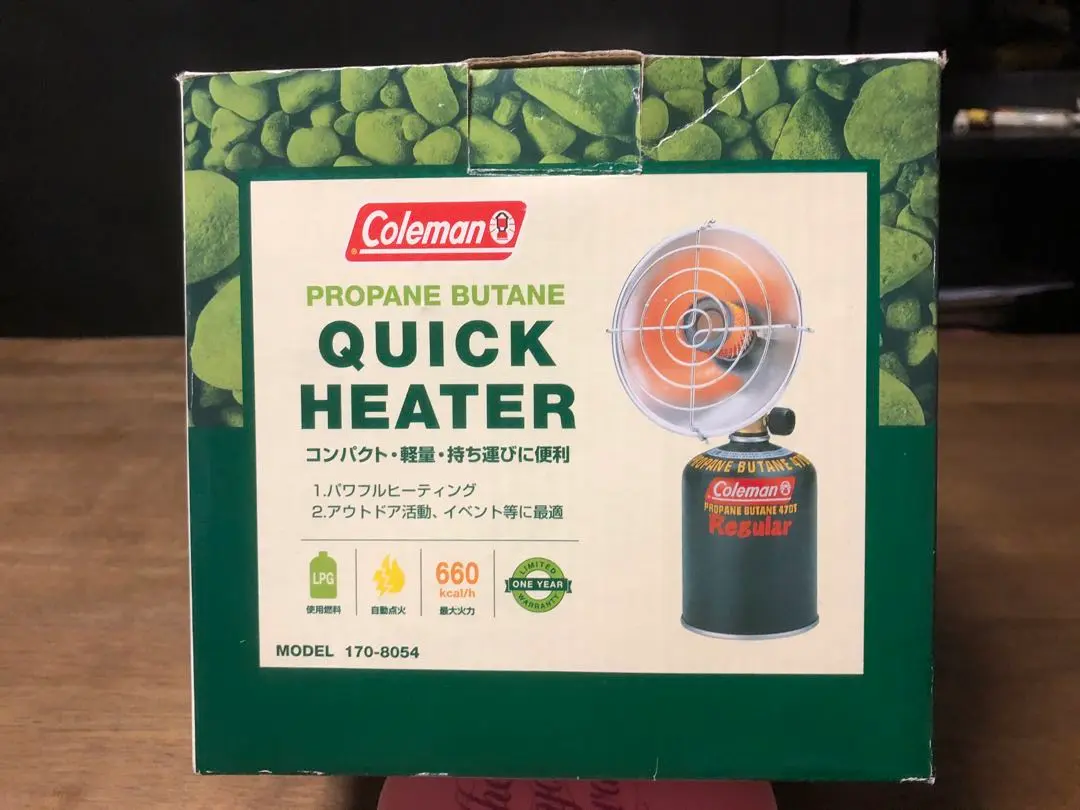 Coleman
PROPANE BUTANE
QUICK
HEATER
コンパクト・軽量・持ち運びに便利
1.パワフルヒーティング
2.アウトドア活動、イベント等に最適
LPG
使用燃料
自動点火
660
kcal/h
最大火力
LIMITED
ONE YEAR
WARRANTY
MODEL 170-8054
PROPANE BUTANE
Coleman
PROPANE BUTANE 4701
Regular